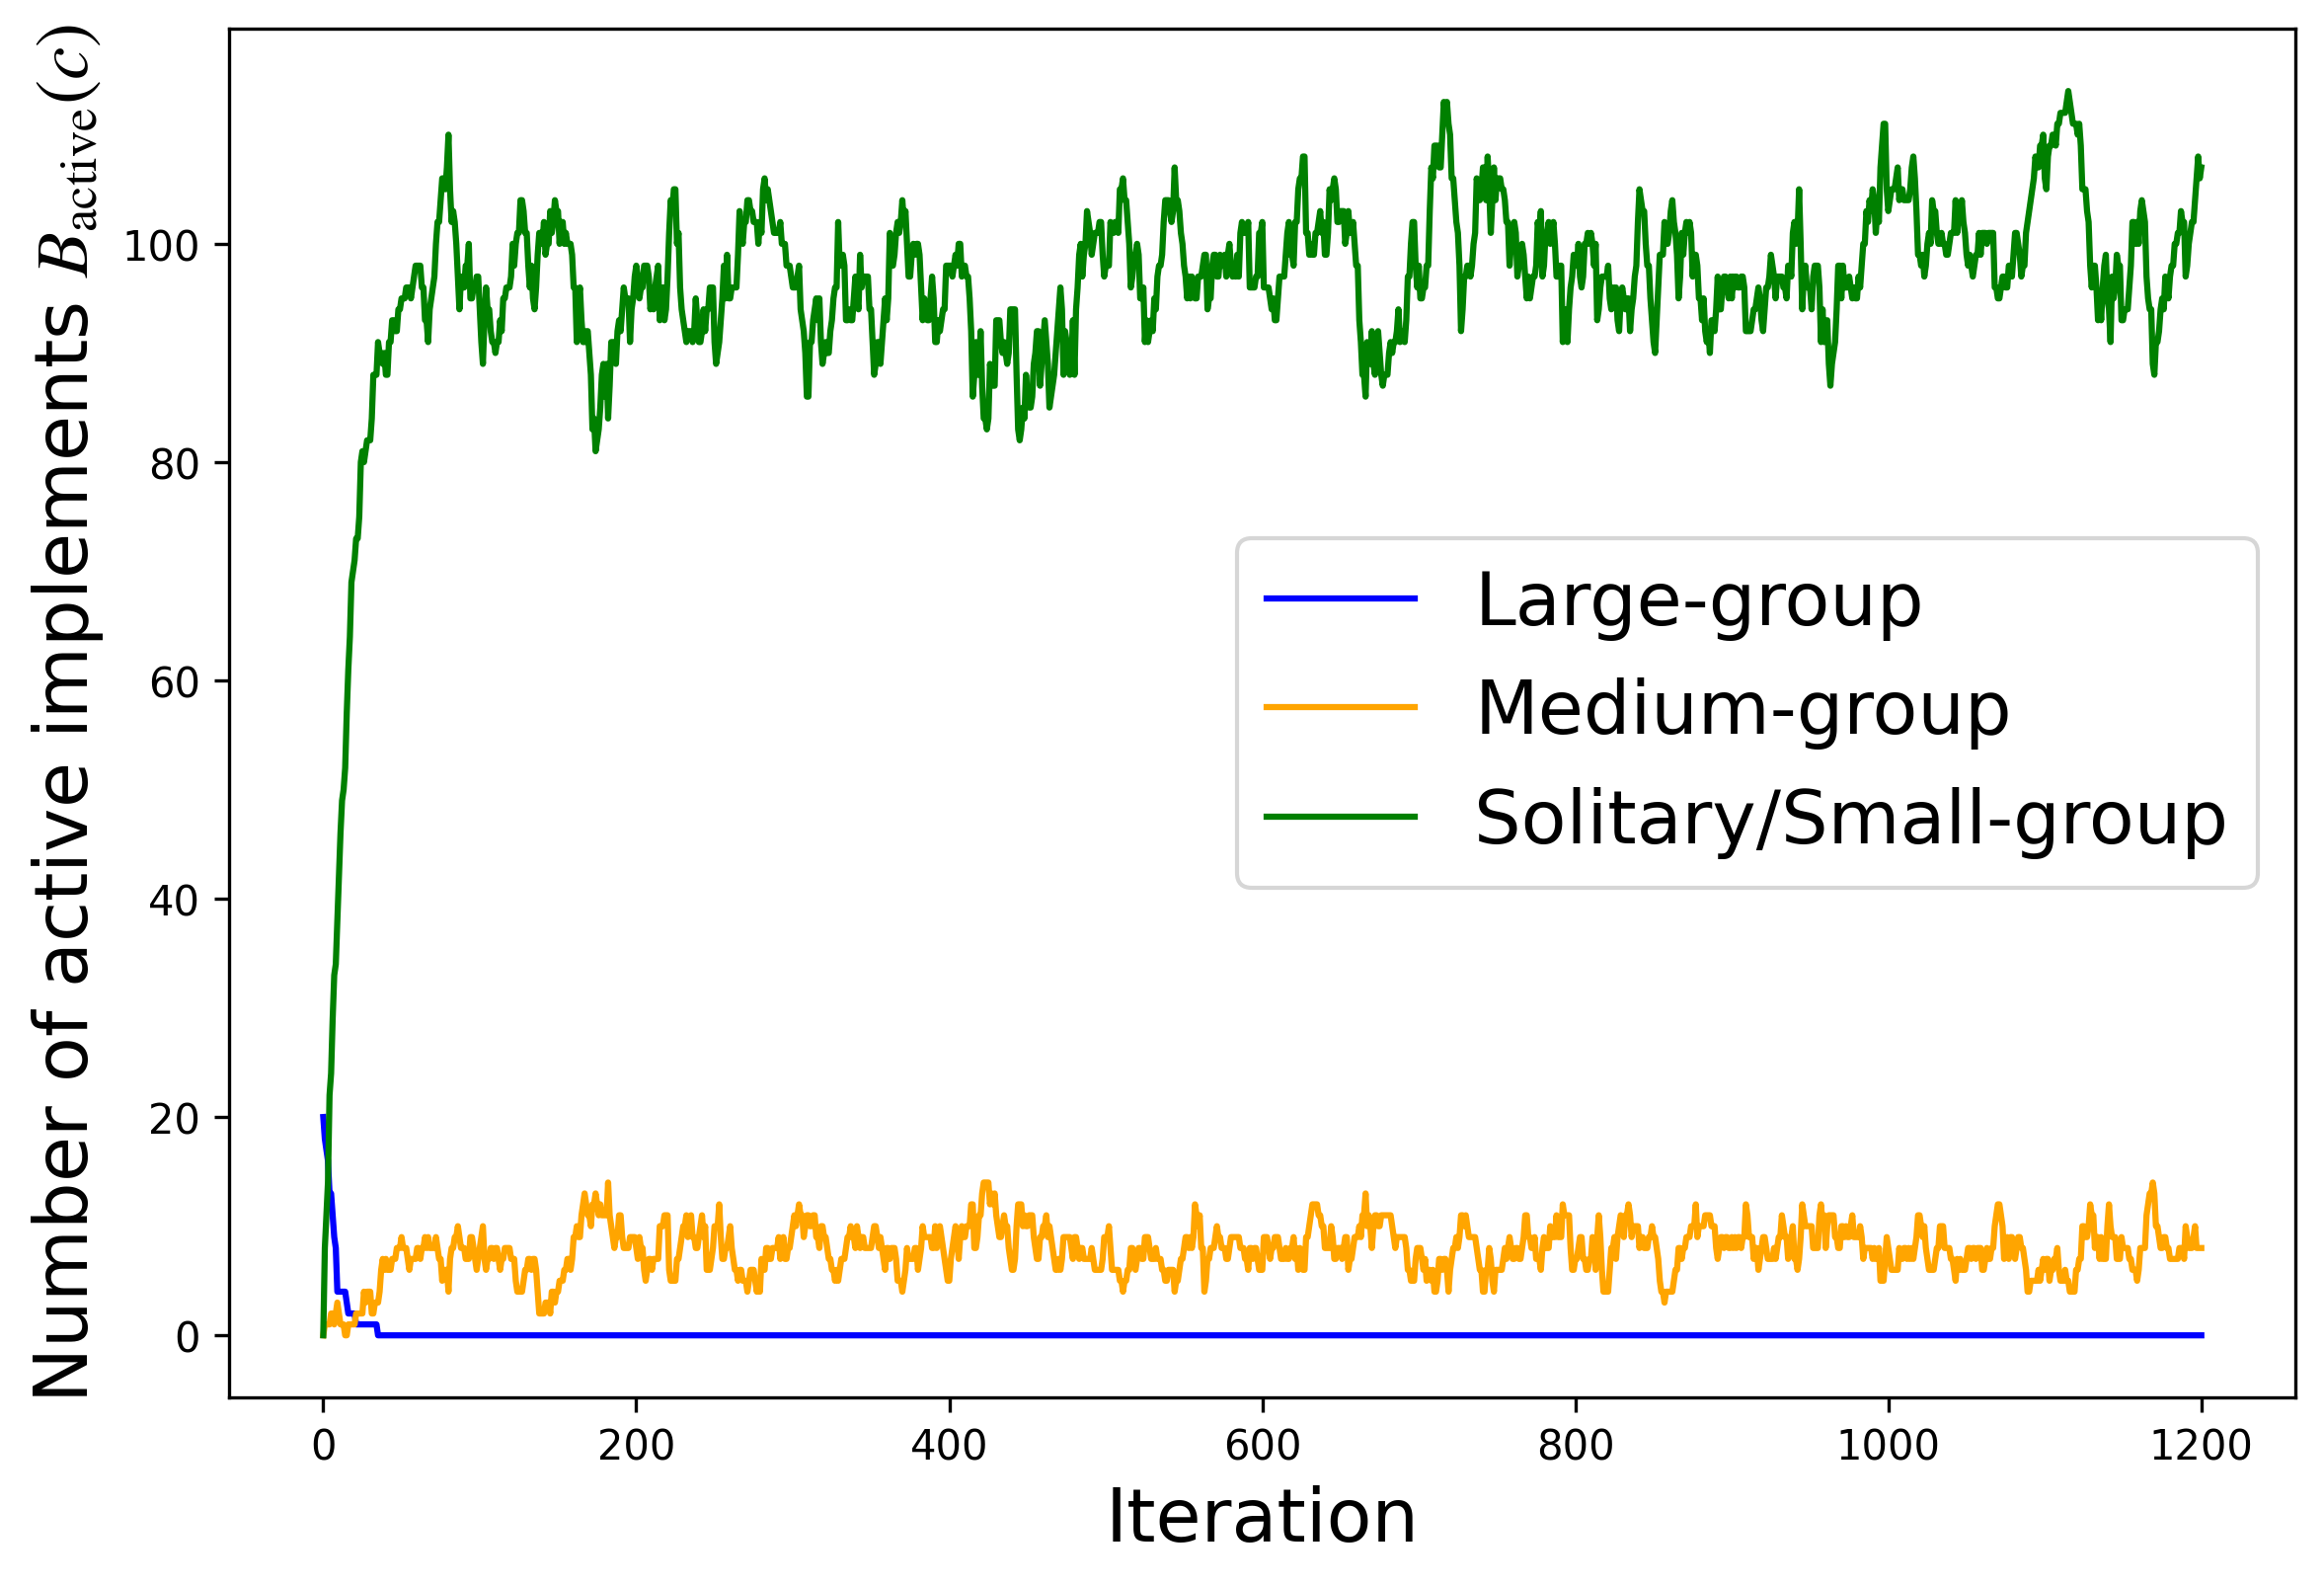 Number of active implements B_active(c)
100
80
60
40
20
0
Large-group
Medium-group
Solitary/Small-group
0 200 400 600 800 1000 1200
Iteration